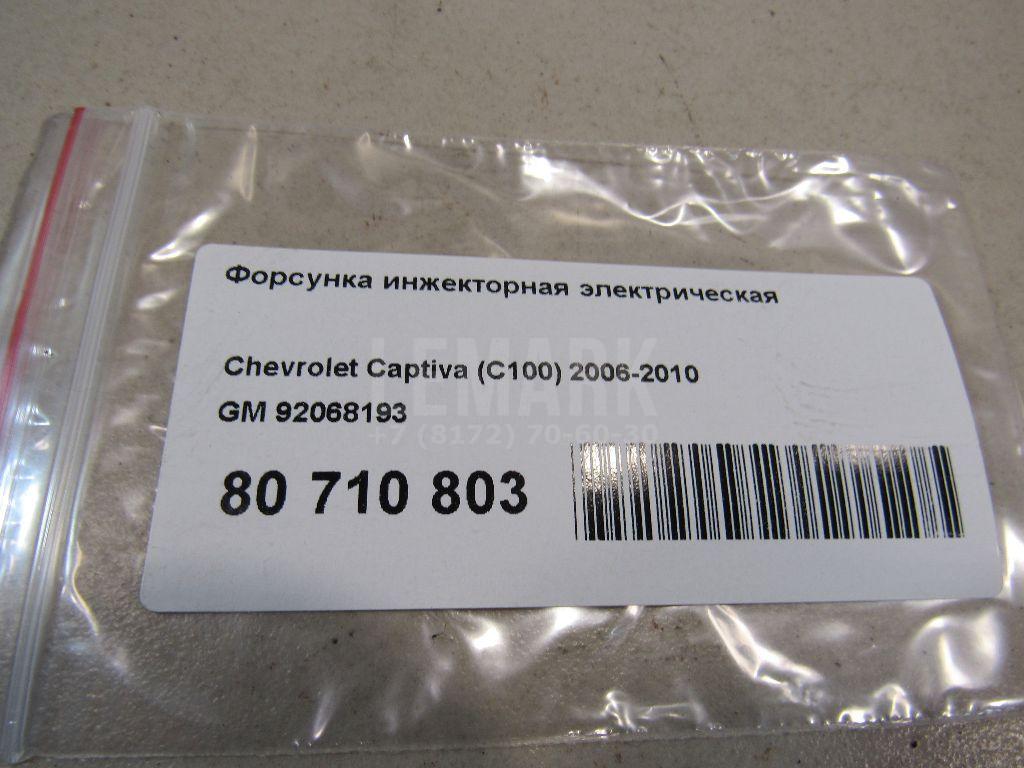 Форсунка инжекторная электрическая
Chevrolet Captiva (C100) 2006-2010
LEMARK
GM 92068193
+7 (8172) 70-60-30
80 710 803